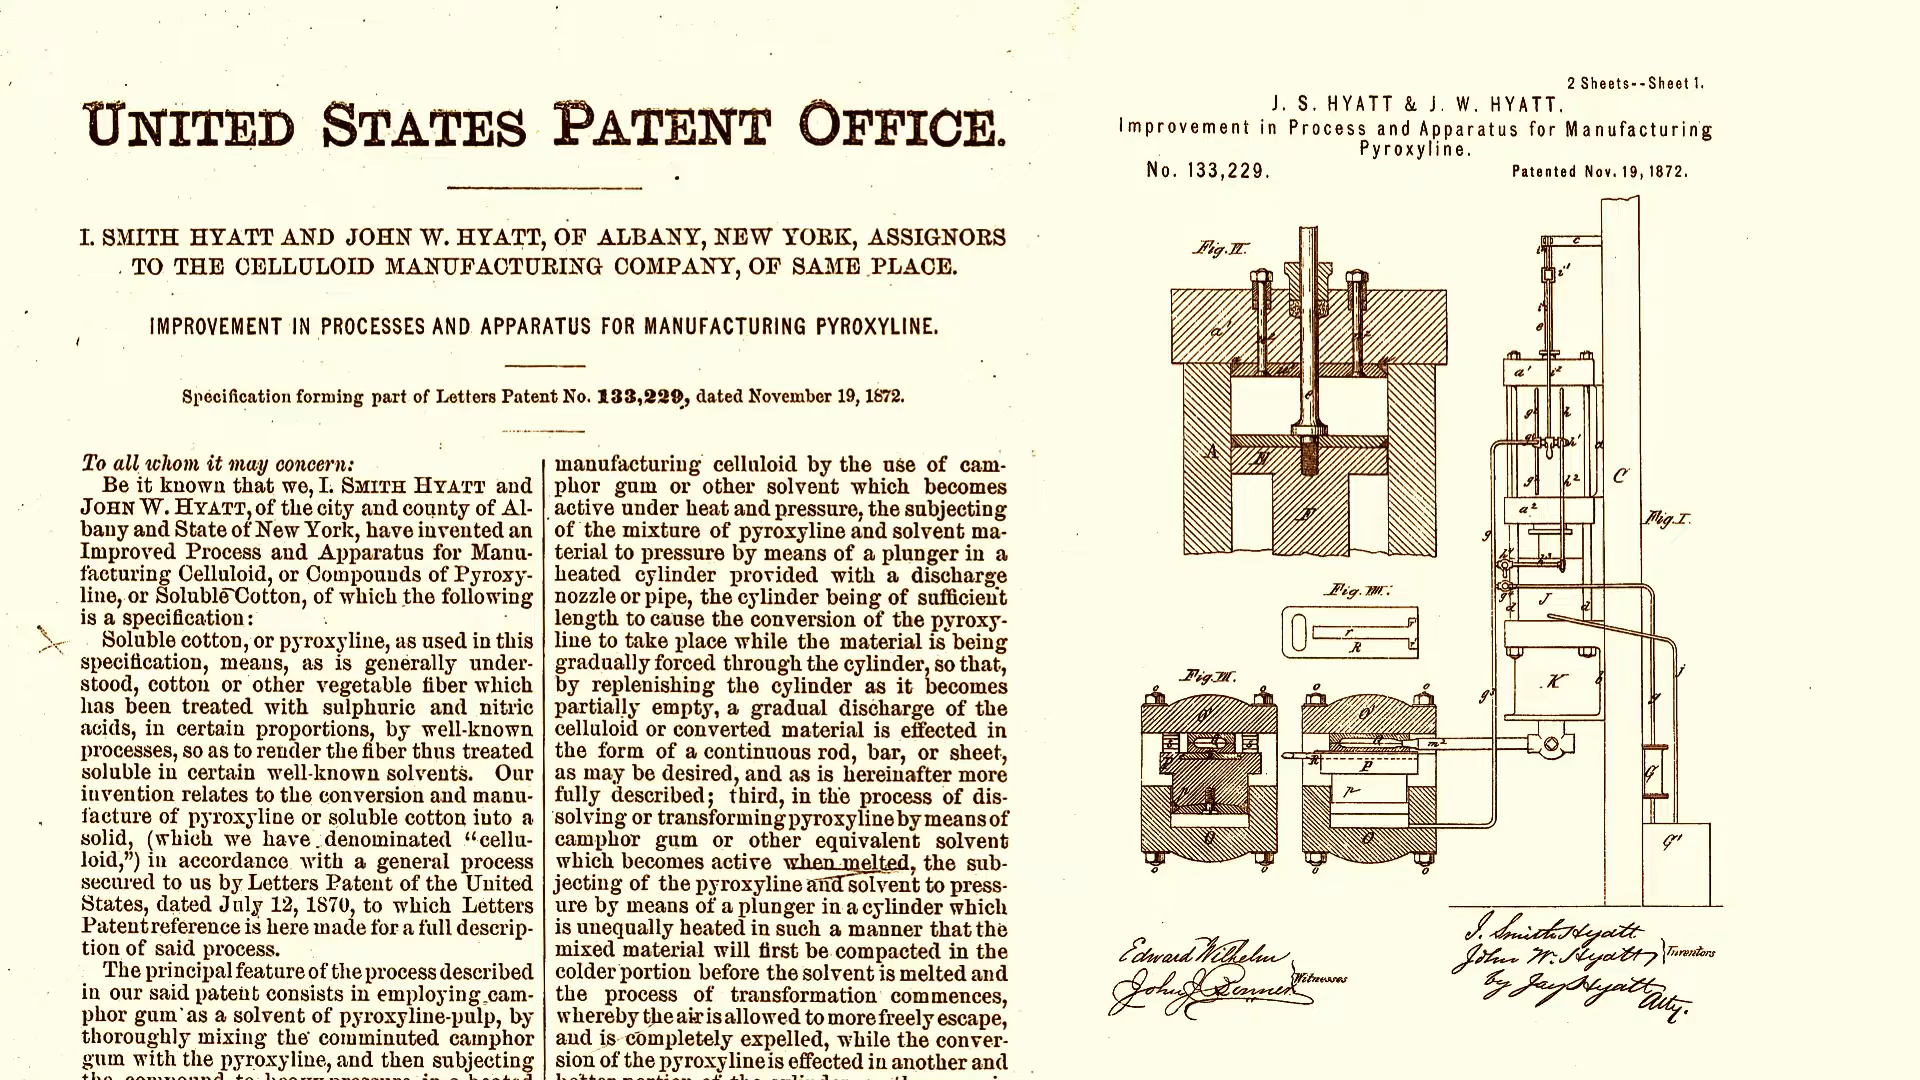 UNITED STATES PATENT OFFICE.
I. SMITH HYATT AND JOHN W. HYATT, OF ALBANY, NEW YORK, ASSIGNORS
TO THE CELLULOID MANUFACTURING COMPANY, OF SAME PLACE.
IMPROVEMENT IN PROCESSES AND APPARATUS FOR MANUFACTURING PYROXYLINE.
Specification forming part of Letters Patent No. 133,229, dated November 19, 1872.
To all whom it may concern:
Be it known that we, I. SMITH HYATT and
JOHN W. HYATT, of the city and county of Al-
bany and State of New York, have invented an
Improved Process and Apparatus for Manu-
facturing Celluloid, or Compounds of Pyroxy-
line, or Soluble Cotton, of which the following
is a specification:
Soluble cotton, or pyroxyline, as used in this
specification, means, as is generally under-
stood, cotton or other vegetable fiber which
has been treated with sulphuric and nitric
acids, in certain proportions, by well-known
processes, so as to render the fiber thus treated
soluble in certain well-known solvents. Our
invention relates to the conversion and manu-
facture of pyroxyline or soluble cotton into a
solid, (which we have denominated "cellu-
loid,") in accordance with a general process
secured to us by Letters Patent of the United
States, dated July 12, 1870, to which Letters
Patent reference is here made for a full descrip-
tion of said process.
The principal feature of the process described
in our said patent consists in employing cam-
phor gum as a solvent of pyroxyline-pulp, by
thoroughly mixing the comminuted camphor
gum with the pyroxyline, and then subjecting
manufacturing celluloid by the use of cam-
phor gum or other solvent which becomes
active under heat and pressure, the subjecting
of the mixture of pyroxyline and solvent ma-
terial to pressure by means of a plunger in a
heated cylinder provided with a discharge
nozzle or pipe, the cylinder being of sufficient
length to cause the conversion of the pyroxy-
line to take place while the material is being
gradually forced through the cylinder, so that,
by replenishing the cylinder as it becomes
partially empty, a gradual discharge of the
celluloid or converted material is effected in
the form of a continuous rod, bar, or sheet,
as may be desired, and as is hereinafter more
fully described; third, in the process of dis-
solving or transforming pyroxyline by means of
camphor gum or other equivalent solvent
which becomes active when melted, the sub-
jecting of the pyroxyline and solvent to press-
ure by means of a plunger in a cylinder which
is unequally heated in such a manner that the
mixed material will first be compacted in the
colder portion before the solvent is melted and
the process of transformation commences,
whereby the air is allowed to more freely escape,
and is completely expelled, while the conver-
sion of the pyroxyline is effected in another and
2 Sheets--Sheet 1.
J. S. HYATT & J. W. HYATT.
Improvement in Process and Apparatus for Manufacturing
Pyroxyline.
No. 133,229. Patented Nov. 19, 1872.
Fig. II.
a'
A
F
e
c
e
a'
i²
g'
h
i'
d
C
g²
h²
a²
Fig. I.
g
J
d
d
r
R
Fig. III.
K
b
j
g³
g
O'
O'
m²
R
P
p
O
O
G
G'
Edward Wilhelm
Witnesses
I. Smith Hyatt
John W. Hyatt
Inventors
by Jay Hyatt
Atty.